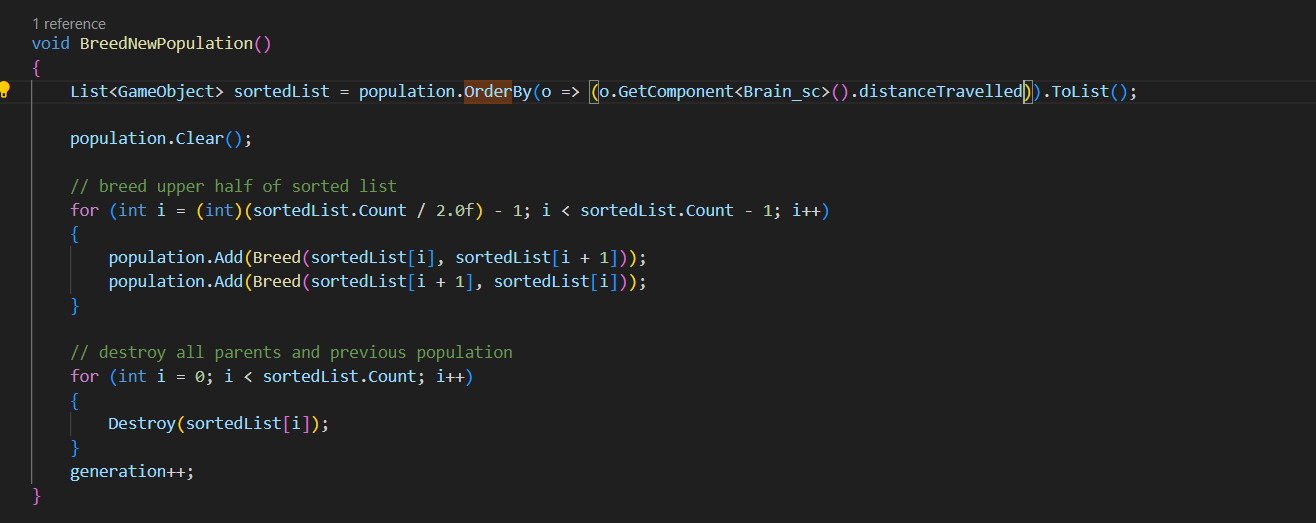 1 reference
void BreedNewPopulation()
{
List<GameObject> sortedList = population.OrderBy(o => (o.GetComponent<Brain_sc>().distanceTravelled)).ToList();
population.Clear();
// breed upper half of sorted list
for (int i = (int)(sortedList.Count / 2.0f) - 1; i < sortedList.Count - 1; i++)
{
population.Add(Breed(sortedList[i], sortedList[i + 1]));
population.Add(Breed(sortedList[i + 1], sortedList[i]));
}
// destroy all parents and previous population
for (int i = 0; i < sortedList.Count; i++)
{
Destroy(sortedList[i]);
}
generation++;
}